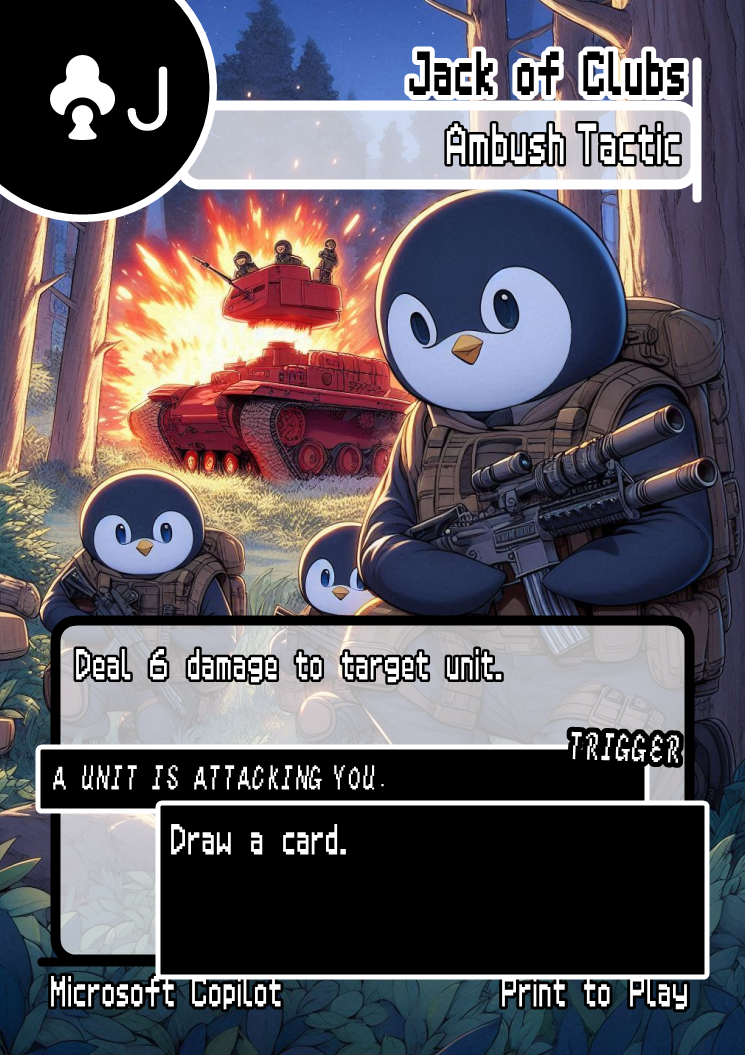 J
Jack of Clubs
Ambush Tactic
Deal 6 damage to target unit.
TRIGGER
A UNIT IS ATTACKING YOU.
Draw a card.
Microsoft Copilot
Print to Play